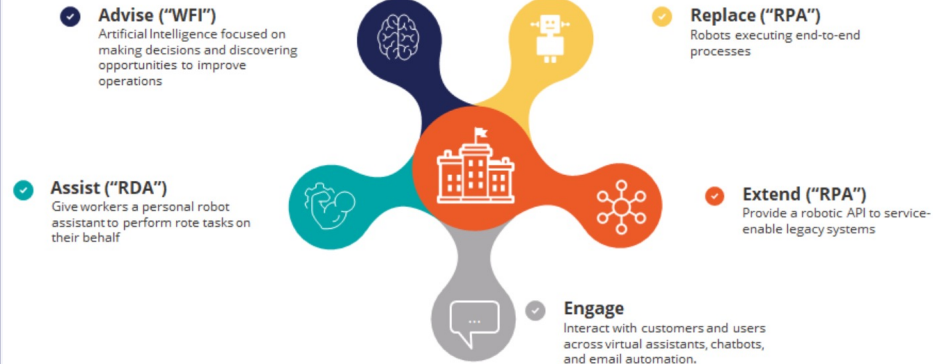 Advise (“WFI”)
Artificial Intelligence focused on
making decisions and discovering
opportunities to improve
operations
Replace (“RPA”)
Robots executing end-to-end
processes
Assist (“RDA”)
Give workers a personal robot
assistant to perform rote tasks on
their behalf
Extend (“RPA”)
Provide a robotic API to service-
enable legacy systems
Engage
Interact with customers and users
across virtual assistants, chatbots,
and email automation.
...